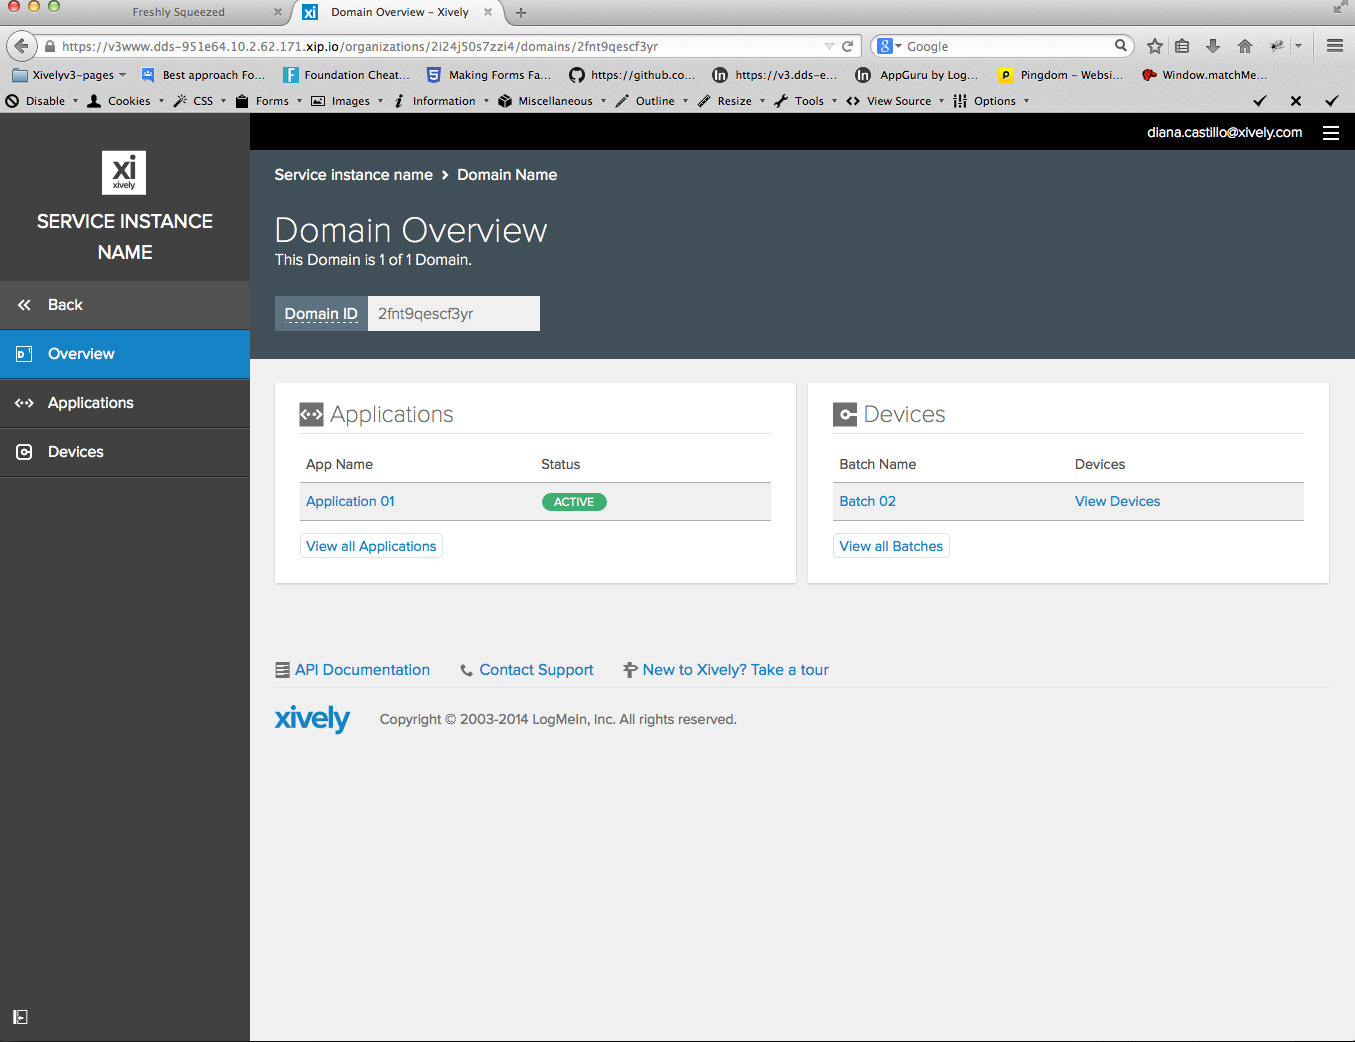 Freshly Squeezed
xi Domain Overview – Xively
https://v3www.dds-951e64.10.2.62.171.xip.io/organizations/2i24j50s7zzi4/domains/2fnt9qescf3yr
8 Google
Xivelyv3-pages Best approach Fo... F Foundation Cheat... 5 Making Forms Fa... https://github.co... In https://v3.dds-e... In AppGuru by Log... P Pingdom – Websi... Window.matchMe...
Disable Cookies CSS Forms Images i Information Miscellaneous Outline Resize Tools View Source Options
diana.castillo@xively.com
xi
xively
SERVICE INSTANCE
NAME
Back
D Overview
Applications
Devices
Service instance name > Domain Name
Domain Overview
This Domain is 1 of 1 Domain.
Domain ID 2fnt9qescf3yr
Applications
App Name Status
Application 01 ACTIVE
View all Applications
Devices
Batch Name Devices
Batch 02 View Devices
View all Batches
API Documentation Contact Support New to Xively? Take a tour
xively Copyright © 2003-2014 LogMeIn, Inc. All rights reserved.